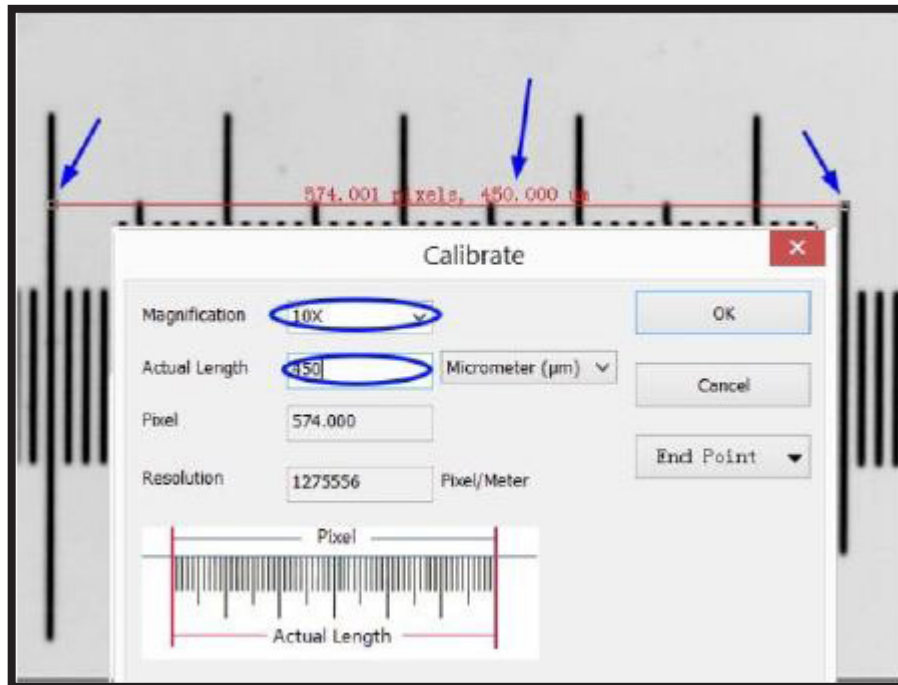 574.001 pixels, 450.000 um
Calibrate
Magnification 10X OK
Actual Length 450 Micrometer (µm) Cancel
Pixel 574.000 End Point
Resolution 1275556 Pixel/Meter
Pixel
Actual Length